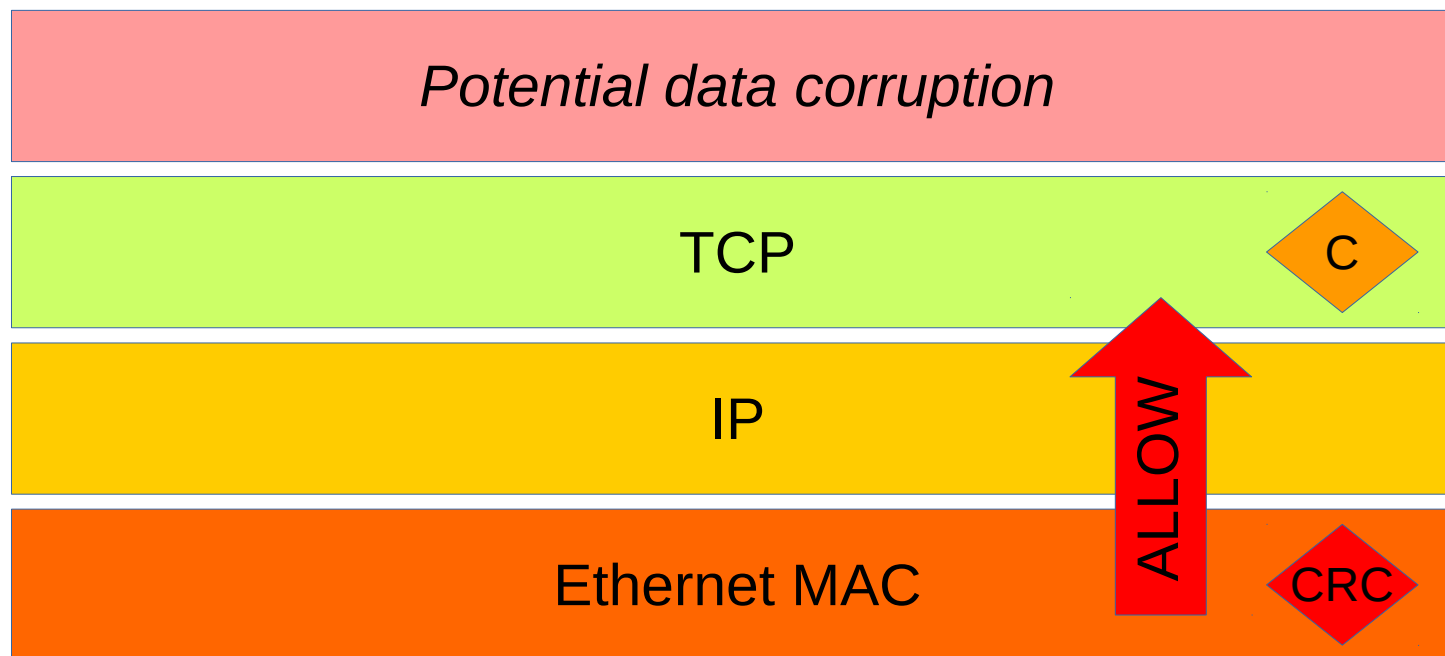 Potential data corruption
TCP
C
IP
ALLOW
Ethernet MAC
CRC